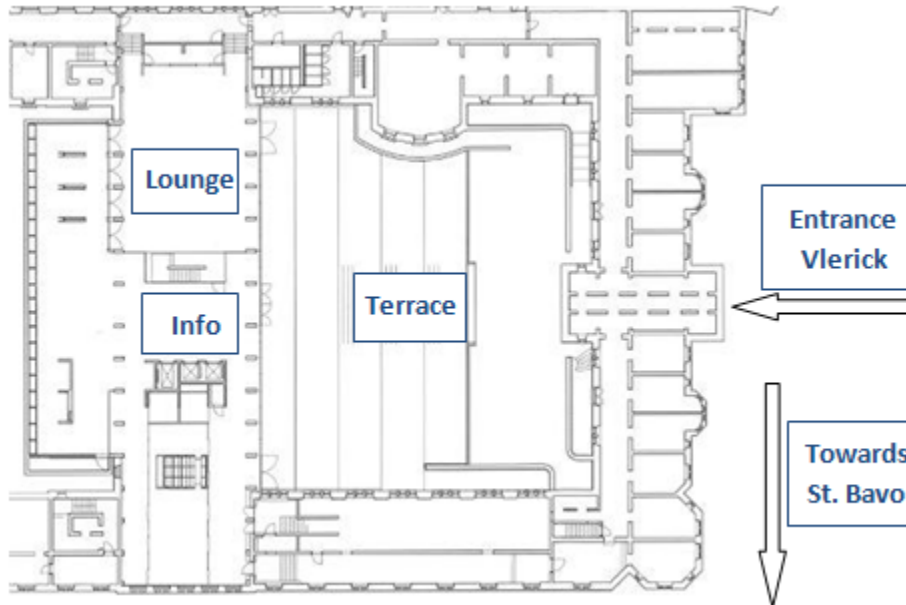 Lounge
Entrance
Vlerick
Terrace
Info
Towards
St. Bavo